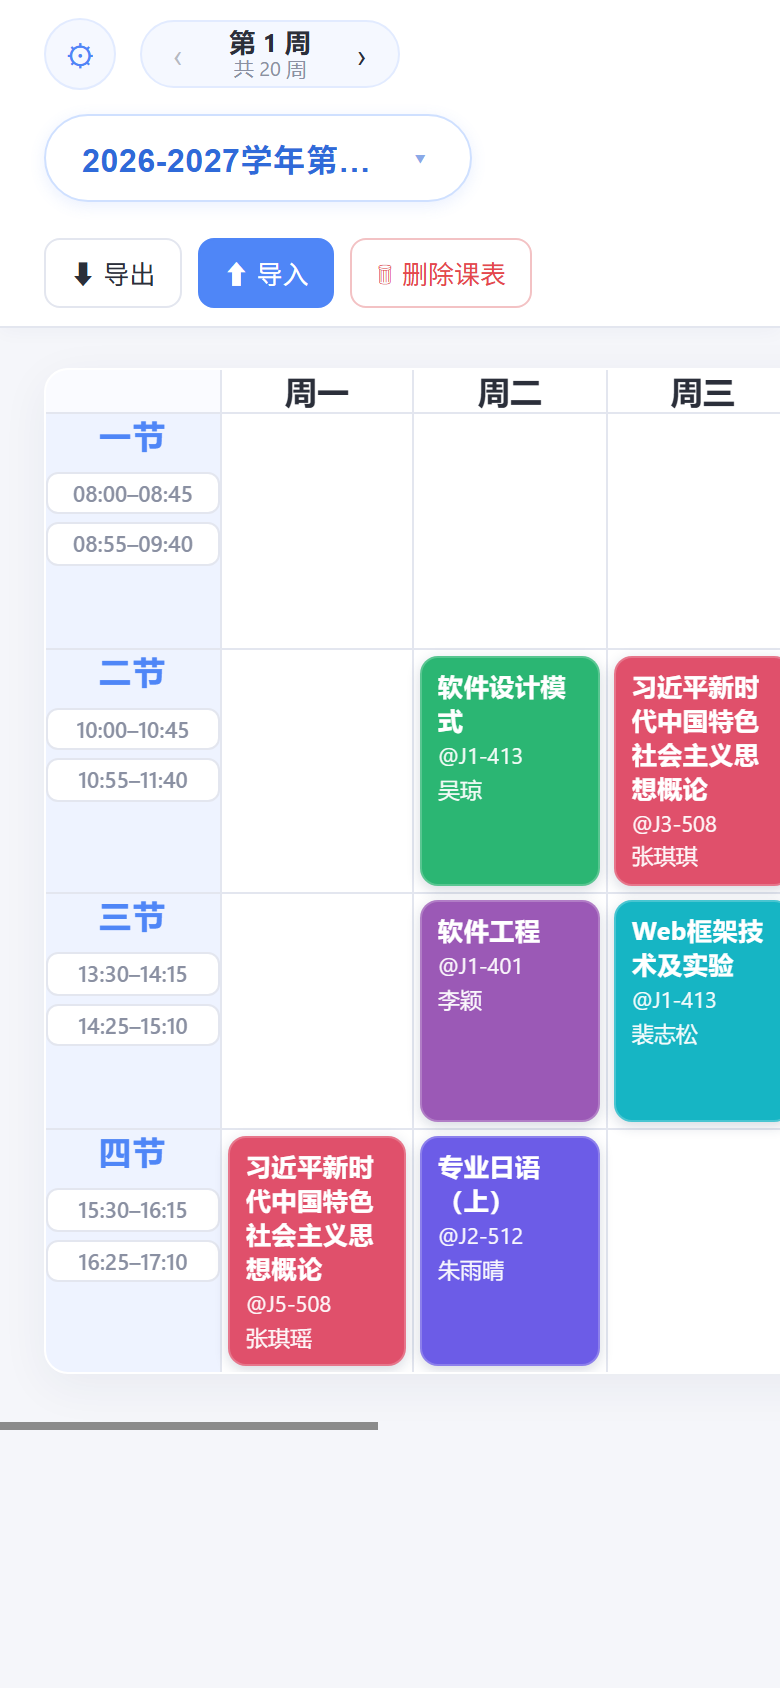 第 1 周
共 20 周
2026-2027学年第...
导出
导入
删除课表
周一
周二
周三
一节
08:00–08:45
08:55–09:40
二节
10:00–10:45
10:55–11:40
软件设计模
式
@J1-413
吴琼
习近平新时
代中国特色
社会主义思
想概论
@J3-508
张琪琪
三节
13:30–14:15
14:25–15:10
软件工程
@J1-401
李颖
Web框架技
术及实验
@J1-413
裴志松
四节
15:30–16:15
16:25–17:10
习近平新时
代中国特色
社会主义思
想概论
@J5-508
张琪瑶
专业日语
（上）
@J2-512
朱雨晴